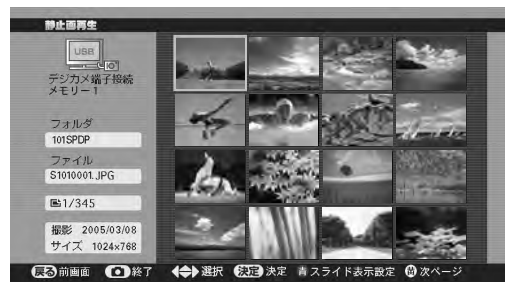 静止画再生
USB
デジカメ端子接続
メモリー1
フォルダ
101SPDP
ファイル
S1010001.JPG
1/345
撮影 2005/03/08
サイズ 1024×768
戻る 前画面 終了 選択 決定 決定 青 スライド表示設定 黄 次ページ